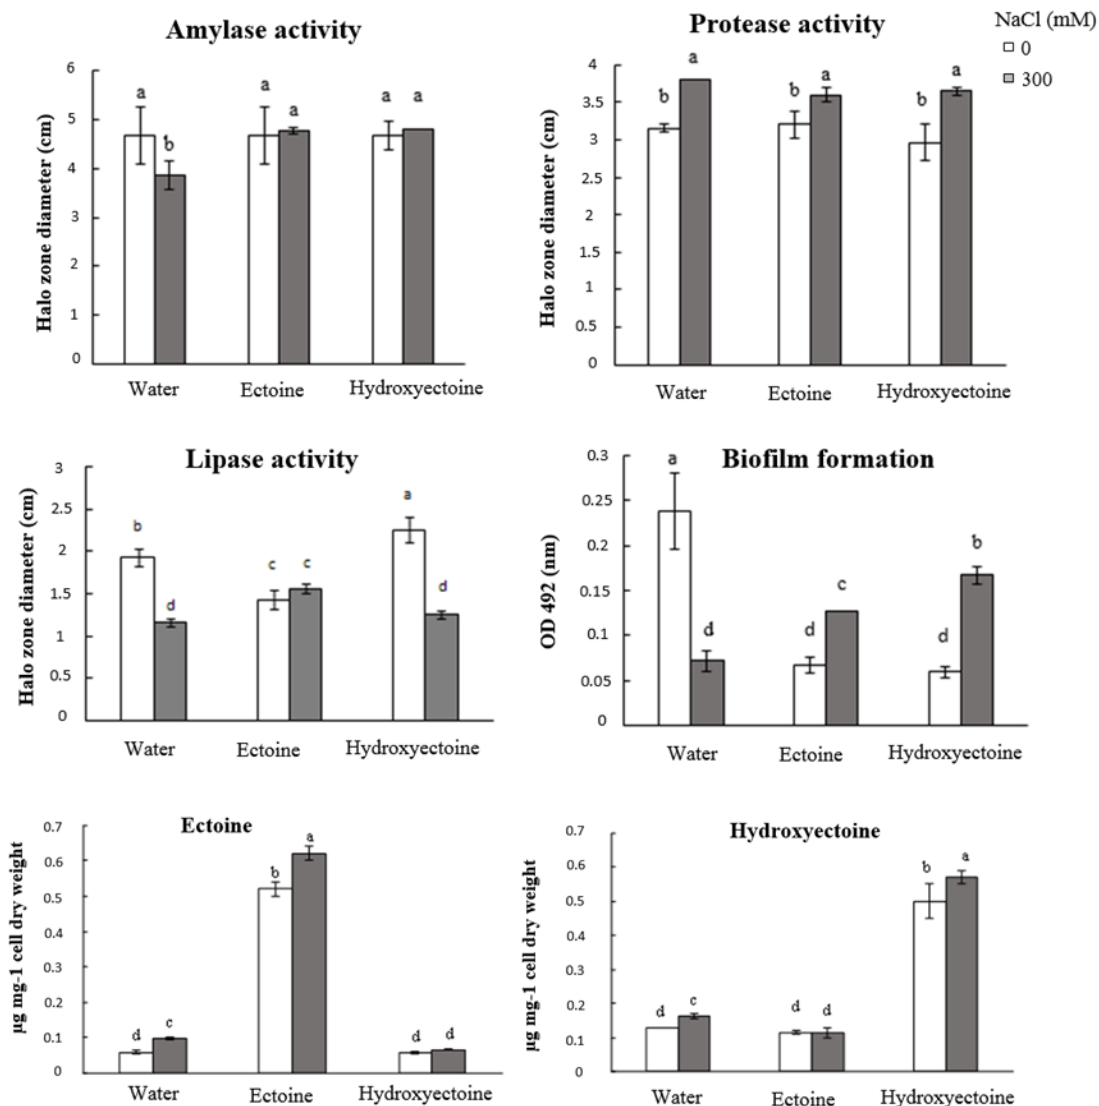 Amylase activity
Halo zone diameter (cm)
6
5
4
3
2
1
0
a
b
a
a
a
a
Water
Ectoine
Hydroxyectoine
Protease activity
NaCl (mM)
0
300
Halo zone diameter (cm)
4
3.5
3
2.5
2
1.5
1
0.5
0
b
a
b
a
b
a
Water
Ectoine
Hydroxyectoine
Lipase activity
Halo zone diameter (cm)
3
2.5
2
1.5
1
0.5
0
b
d
c
c
a
d
Water
Ectoine
Hydroxyectoine
Biofilm formation
OD 492 (nm)
0.3
0.25
0.2
0.15
0.1
0.05
0
a
d
d
c
d
b
Water
Ectoine
Hydroxyectoine
Ectoine
µg mg-1 cell dry weight
0.7
0.6
0.5
0.4
0.3
0.2
0.1
0
d
c
b
a
d
d
Water
Ectoine
Hydroxyectoine
Hydroxyectoine
µg mg-1 cell dry weight
0.7
0.6
0.5
0.4
0.3
0.2
0.1
0
d
c
d
d
b
a
Water
Ectoine
Hydroxyectoine